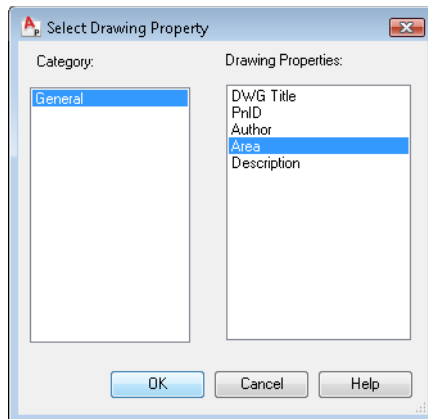 Select Drawing Property
Category:
General
Drawing Properties:
DWG Title
PnID
Author
Area
Description
OK
Cancel
Help